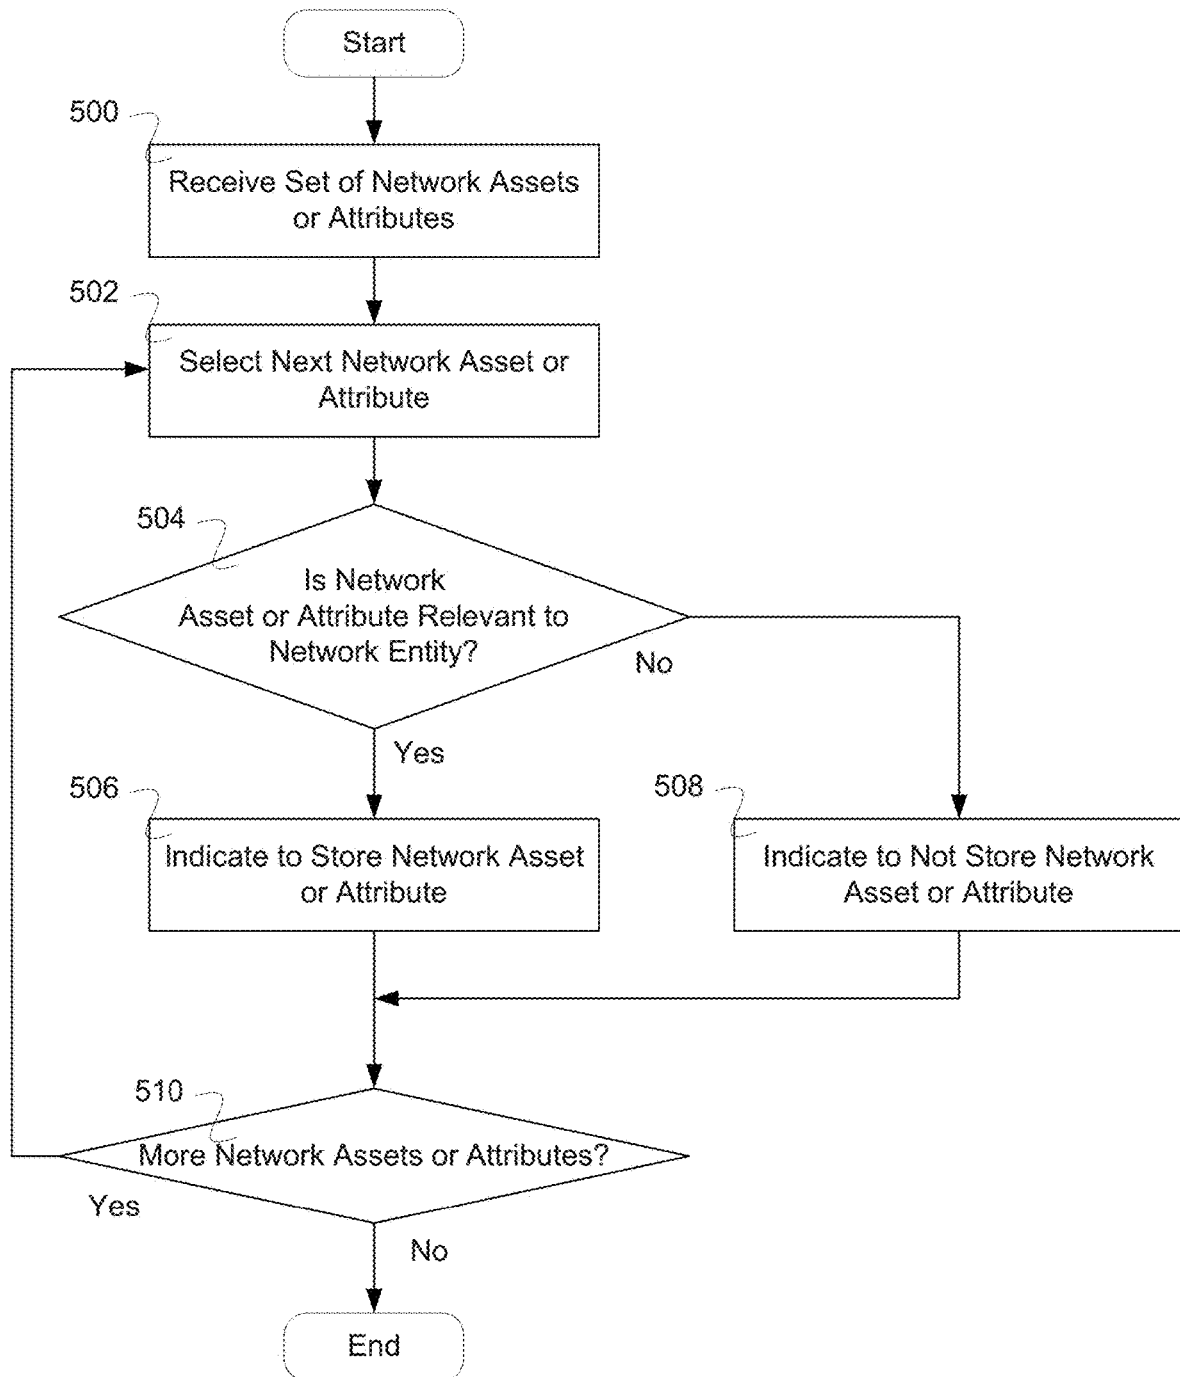 Start
500
Receive Set of Network Assets
or Attributes
502
Select Next Network Asset or
Attribute
504
Is Network
Asset or Attribute Relevant to
Network Entity?
No
Yes
506
Indicate to Store Network Asset
or Attribute
508
Indicate to Not Store Network
Asset or Attribute
510
More Network Assets or Attributes?
Yes
No
End